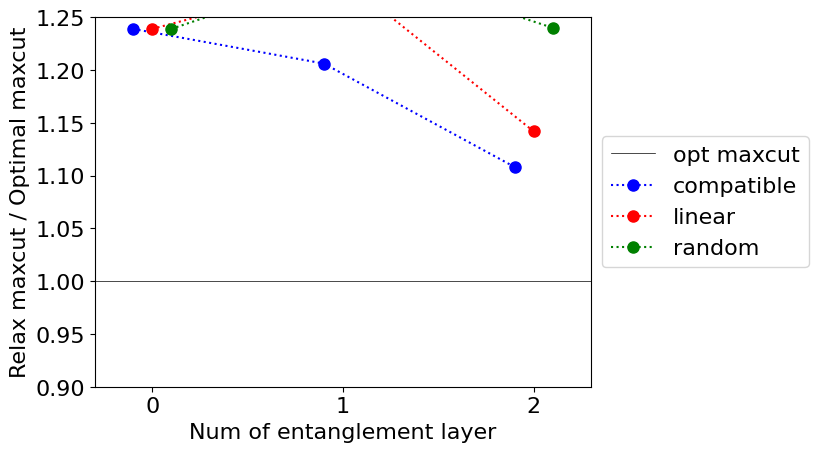 Relax maxcut / Optimal maxcut
1.25
1.20
1.15
1.10
1.05
1.00
0.95
0.90
0
1
2
Num of entanglement layer
opt maxcut
compatible
linear
random